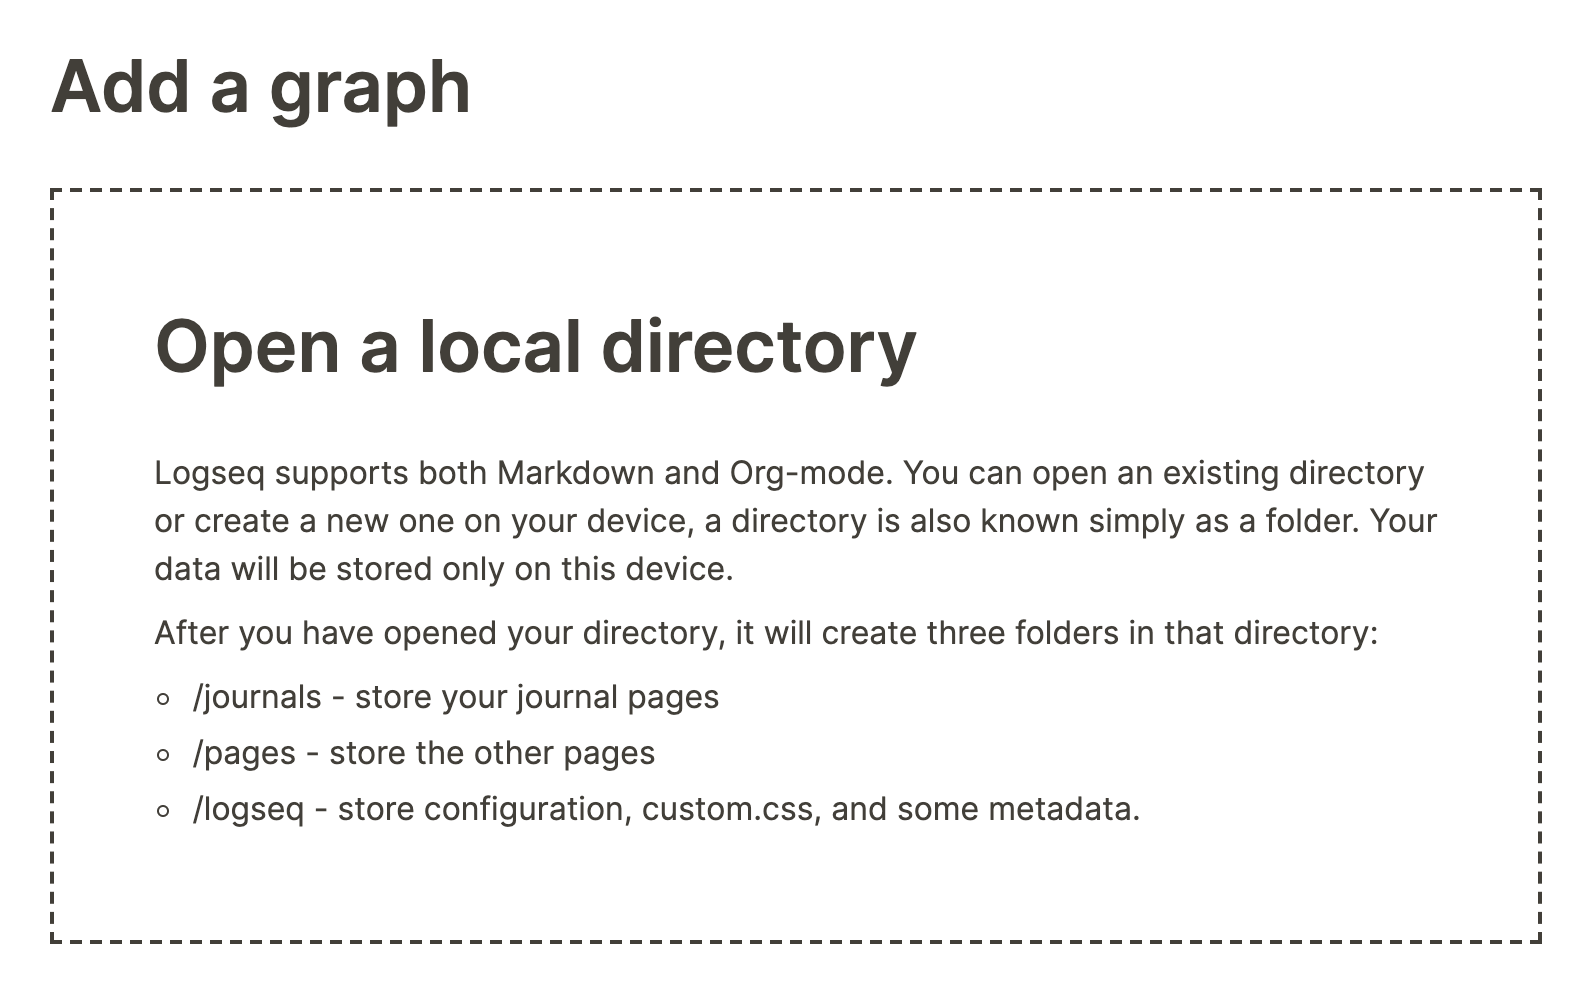 Add a graph
Open a local directory
Logseq supports both Markdown and Org-mode. You can open an existing directory
or create a new one on your device, a directory is also known simply as a folder. Your
data will be stored only on this device.
After you have opened your directory, it will create three folders in that directory:
/journals - store your journal pages
/pages - store the other pages
/logseq - store configuration, custom.css, and some metadata.